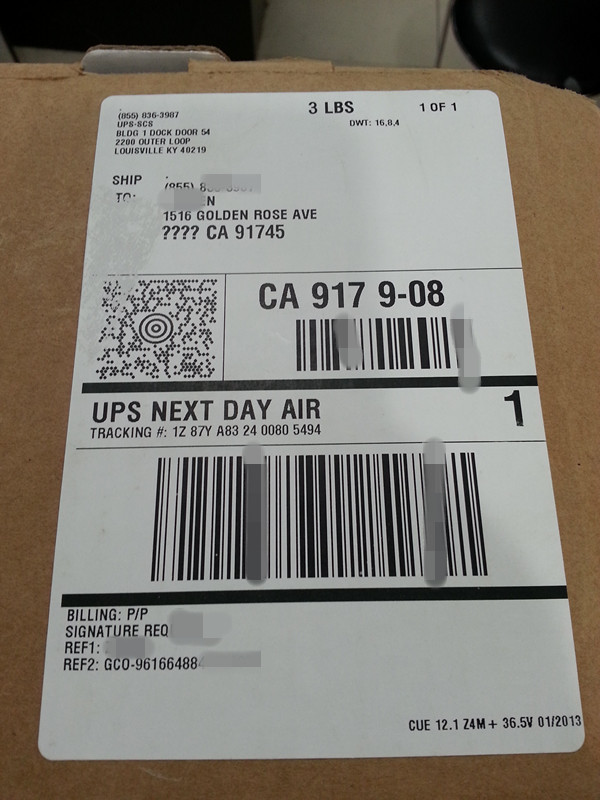 (855) 836-3987
UPS-SCS
BLDG 1 DOCK DOOR 54
2200 OUTER LOOP
LOUISVILLE KY 40219
3 LBS
1 OF 1
DWT: 16,8,4
SHIP
TO:
(855) 8
EN
1516 GOLDEN ROSE AVE
???? CA 91745
CA 917 9-08
UPS NEXT DAY AIR
1
TRACKING #: 1Z 87Y A83 24 0080 5494
BILLING: P/P
SIGNATURE REQ
REF1:
REF2: GCO-96166488
CUE 12.1 Z4M + 36.5V 01/2013